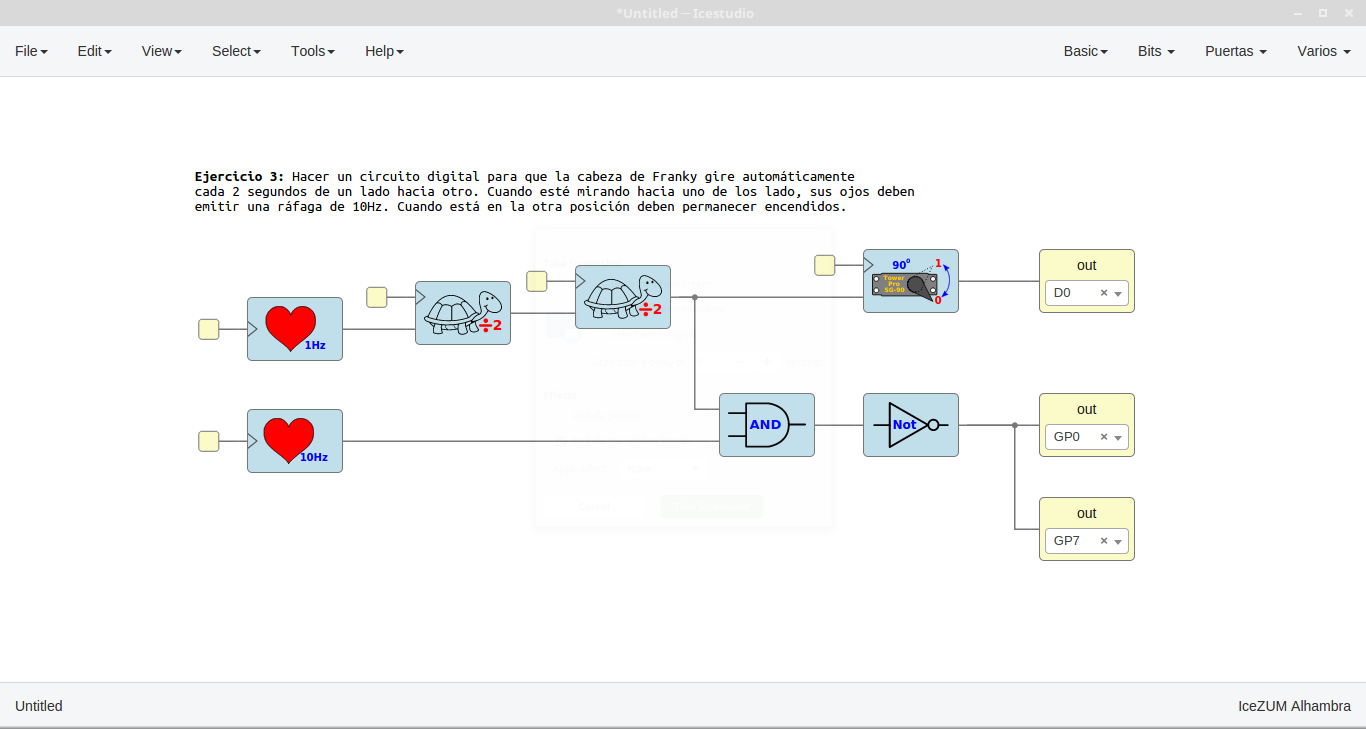 *Untitled — Icestudio
File Edit View Select Tools Help Basic Bits Puertas Varios
Ejercicio 3: Hacer un circuito digital para que la cabeza de Franky gire automáticamente
cada 2 segundos de un lado hacia otro. Cuando esté mirando hacia uno de los lado, sus ojos deben
emitir una ráfaga de 10Hz. Cuando está en la otra posición deben permanecer encendidos.
1Hz
÷2
÷2
90º
1
Tower
Pro
SG-90
0
out
D0
10Hz
AND
Not
out
GP0
out
GP7
Untitled
IceZUM Alhambra